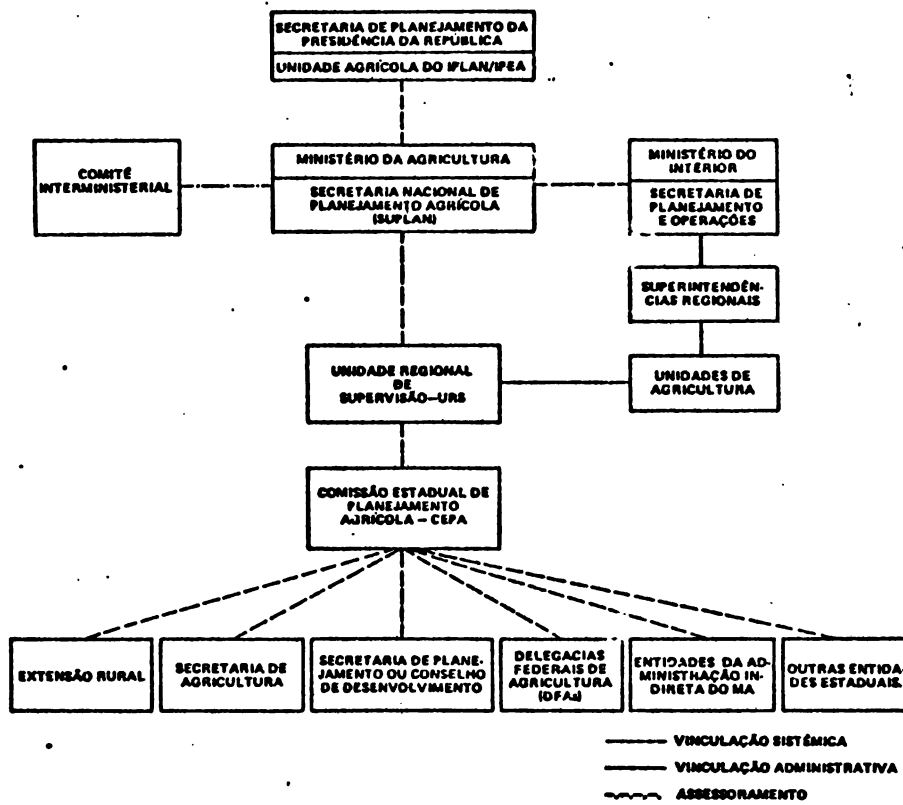 SECRETARIA DE PLANEJAMENTO DA
PRESIDÊNCIA DA REPÚBLICA
UNIDADE AGRÍCOLA DO IPLAN/IPEA
COMITÊ
INTERMINISTERIAL
MINISTÉRIO DA AGRICULTURA
SECRETARIA NACIONAL DE
PLANEJAMENTO AGRÍCOLA
(SUPLAN)
MINISTÉRIO DO
INTERIOR
SECRETARIA DE
PLANEJAMENTO
E OPERAÇÕES
SUPERINTENDÊN-
CIAS REGIONAIS
UNIDADE REGIONAL
DE
SUPERVISÃO—URS
UNIDADES DE
AGRICULTURA
COMISSÃO ESTADUAL DE
PLANEJAMENTO
AGRÍCOLA — CEPA
EXTENSÃO RURAL
SECRETARIA DE
AGRICULTURA
SECRETARIA DE PLANE-
JAMENTO OU CONSELHO
DE DESENVOLVIMENTO
DELEGACIAS
FEDERAIS DE
AGRICULTURA
(DFAs)
ENTIDADES DA AD-
MINISTRAÇÃO IN-
DIRETA DO MA
OUTRAS ENTIDA-
DES ESTADUAIS.
VINCULAÇÃO SISTÊMICA
VINCULAÇÃO ADMINISTRATIVA
ASSESSORAMENTO